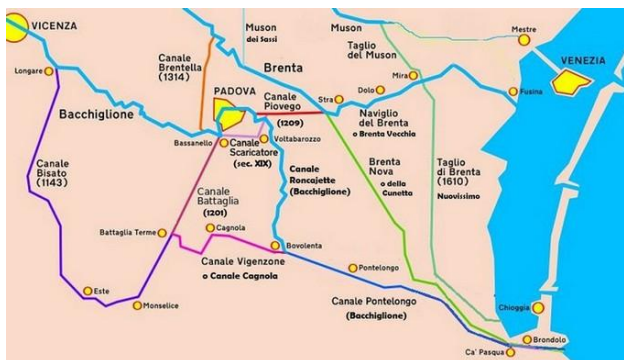 VICENZA
Longare
Canale
Brentella
(1314)
Muson
dei Sassi
Muson
Taglio
del Muson
Mestre
VENEZIA
Brenta
Mira
Dolo
Stra
Fusina
PADOVA
Canale
Piovego
(1209)
Naviglio
del Brenta
o Brenta Vecchia
Bacchiglione
Bassanello
Voltabarozzo
Canale
Scaricatore
(sec. XIX)
Canale
Bisato
(1143)
Canale
Roncajette
(Bacchiglione)
Brenta
Nova
o della
Cunetta
Taglio
di Brenta
(1610)
Nuovissimo
Canale
Battaglia
(1201)
Battaglia Terme
Cagnola
Bovolenta
Canale Vigenzone
o Canale Cagnola
Pontelongo
Este
Monselice
Canale Pontelongo
(Bacchiglione)
Chioggia
Brondolo
Ca' Pasqua